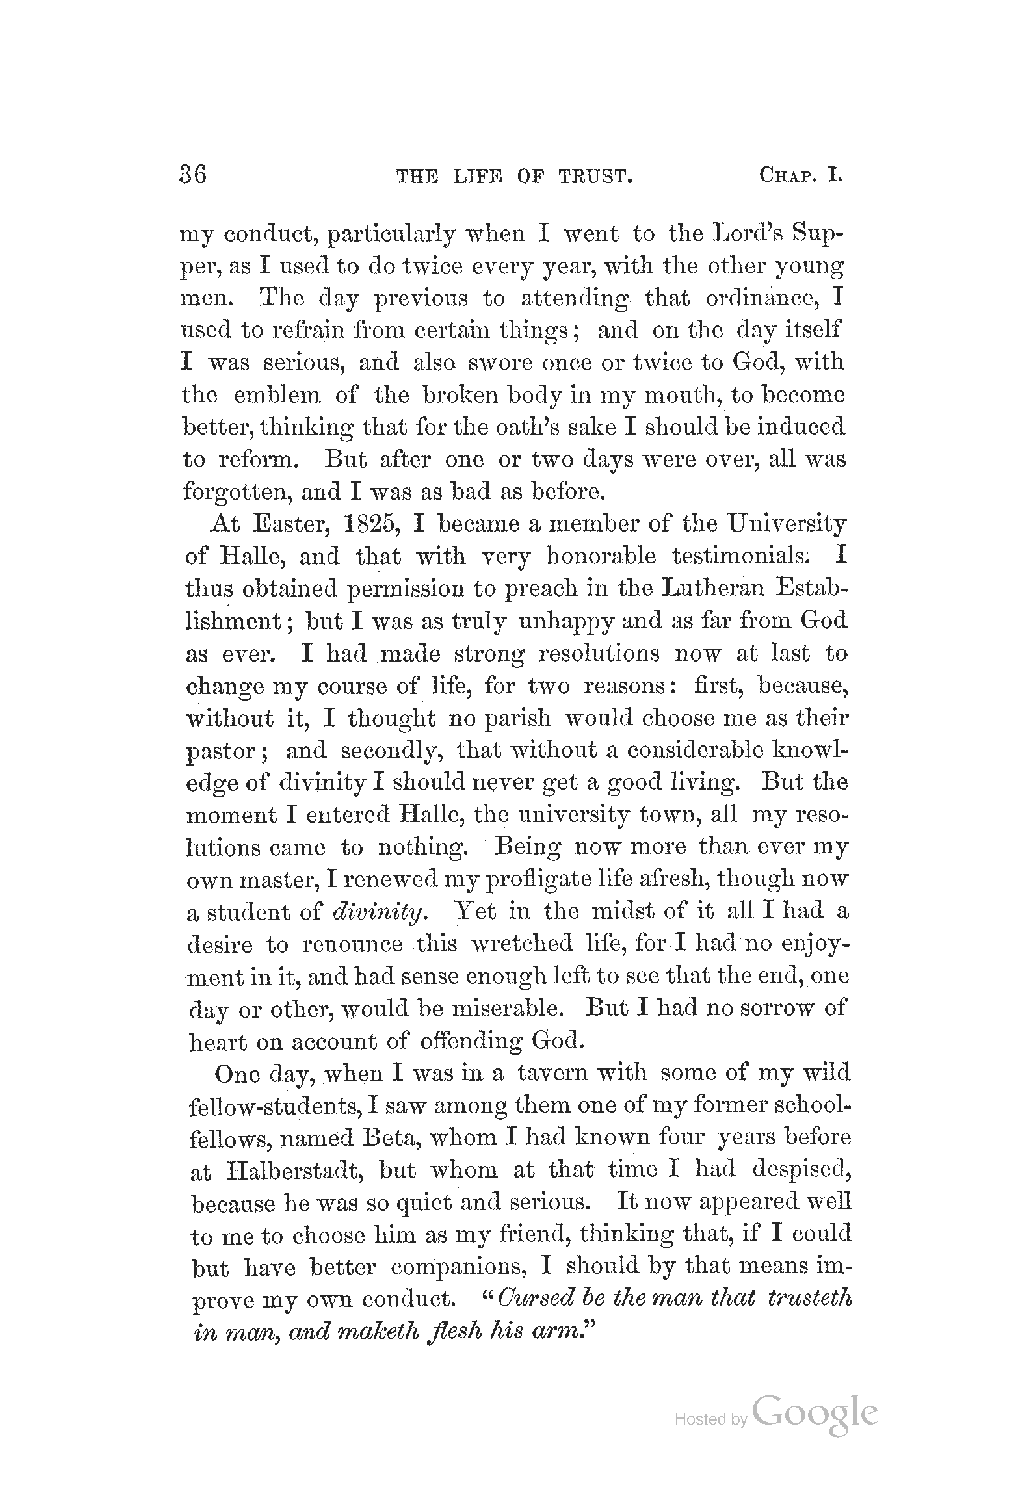 36 THE LIFE OF TRUST. CHAP. I.
my conduct, particularly when I went to the Lord's Sup-
per, as I used to do twice every year, with the other young
men. The day previous to attending that ordinance, I
used to refrain from certain things; and on the day itself
I was serious, and also swore once or twice to God, with
the emblem of the broken body in my mouth, to become
better, thinking that for the oath's sake I should be induced
to reform. But after one or two days were over, all was
forgotten, and I was as bad as before.
At Easter, 1825, I became a member of the University
of Halle, and that with very honorable testimonials. I
thus obtained permission to preach in the Lutheran Estab-
lishment; but I was as truly unhappy and as far from God
as ever. I had made strong resolutions now at last to
change my course of life, for two reasons: first, because,
without it, I thought no parish would choose me as their
pastor; and secondly, that without a considerable knowl-
edge of divinity I should never get a good living. But the
moment I entered Halle, the university town, all my reso-
lutions came to nothing. Being now more than ever my
own master, I renewed my profligate life afresh, though now
a student of divinity. Yet in the midst of it all I had a
desire to renounce this wretched life, for I had no enjoy-
ment in it, and had sense enough left to see that the end, one
day or other, would be miserable. But I had no sorrow of
heart on account of offending God.
One day, when I was in a tavern with some of my wild
fellow-students, I saw among them one of my former school-
fellows, named Beta, whom I had known four years before
at Halberstadt, but whom at that time I had despised,
because he was so quiet and serious. It now appeared well
to me to choose him as my friend, thinking that, if I could
but have better companions, I should by that means im-
prove my own conduct. "Cursed be the man that trusteth
in man, and maketh flesh his arm."
Hosted by Google